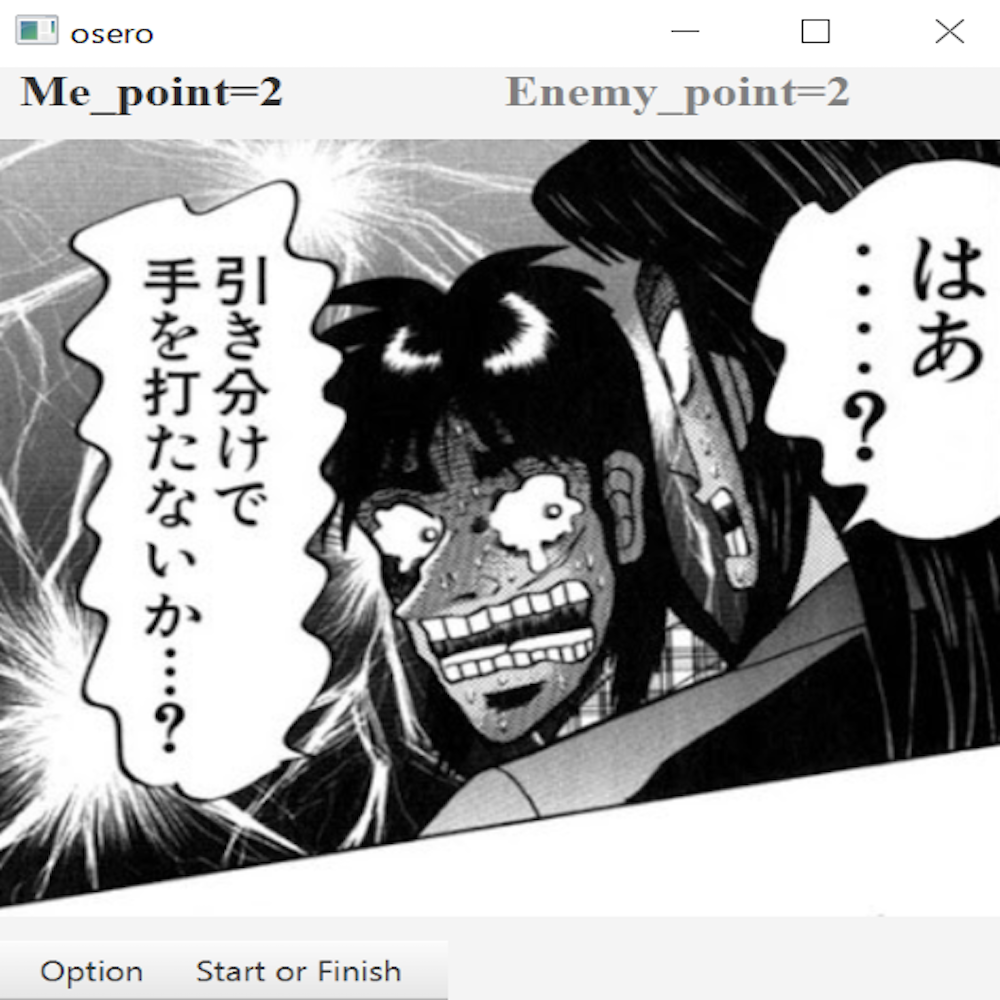 osero
Me_point=2
Enemy_point=2
はあ
‥‥?
引き分けで
手を打たないか…?
Option
Start or Finish